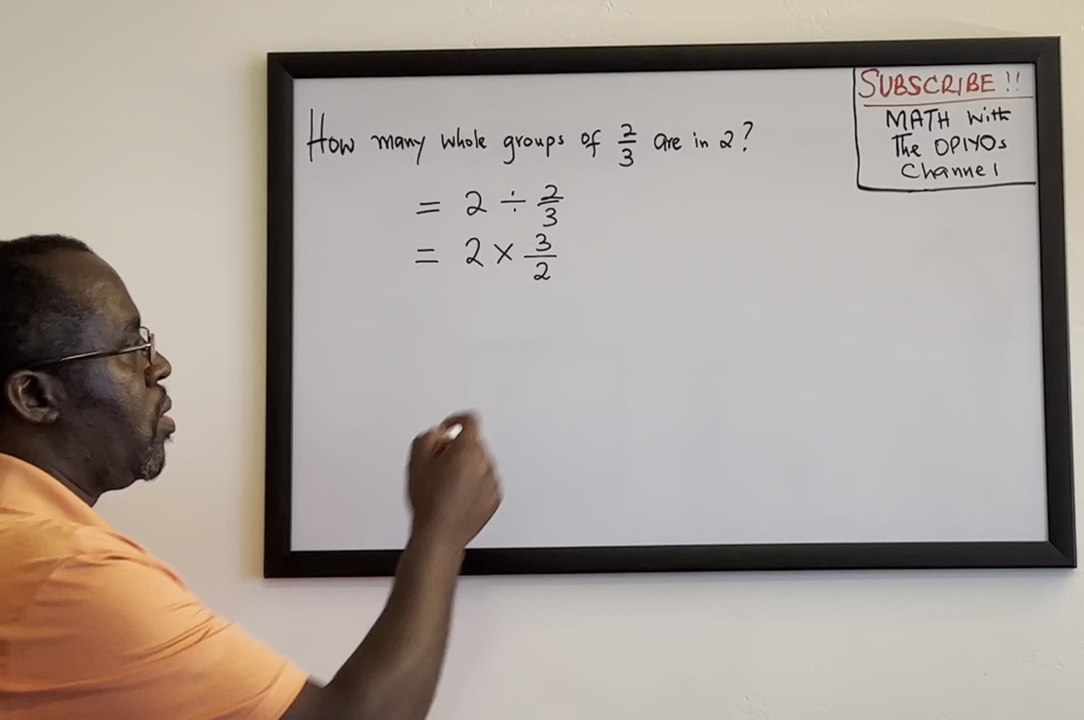 How many whole groups of 2/3 are in 2?
= 2 ÷ 2/3
= 2 × 3/2
SUBSCRIBE !!
MATH with
The OPIYOs
Channel